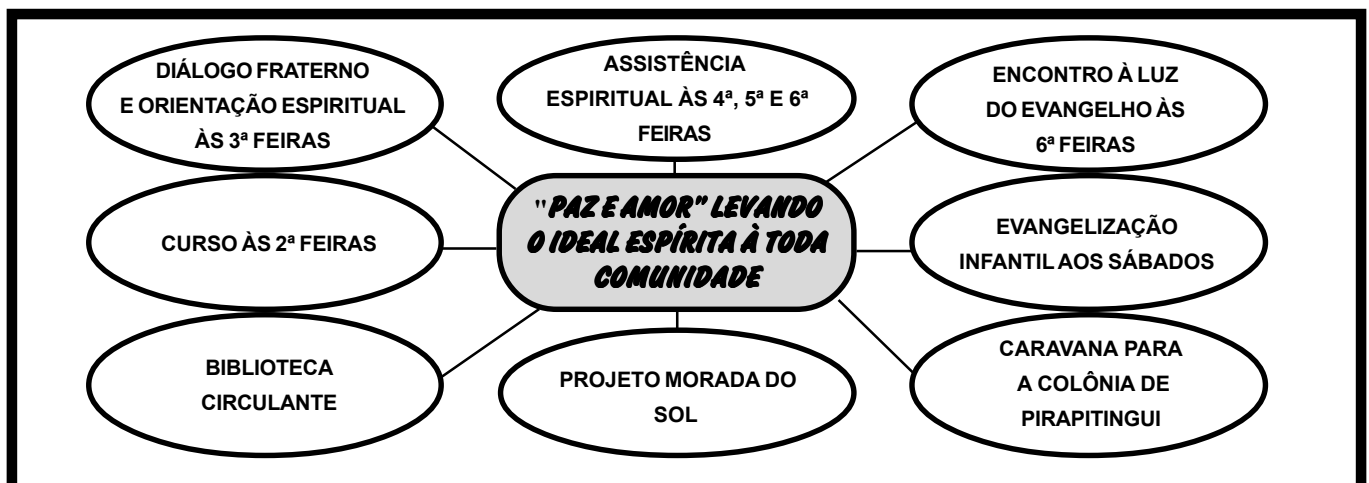 DIÁLOGO FRATERNO
E ORIENTAÇÃO ESPIRITUAL
ÀS 3ª FEIRAS
ASSISTÊNCIA
ESPIRITUAL ÀS 4ª, 5ª E 6ª
FEIRAS
ENCONTRO À LUZ
DO EVANGELHO ÀS
6ª FEIRAS
CURSO ÀS 2ª FEIRAS
"PAZ E AMOR" LEVANDO
O IDEAL ESPÍRITA À TODA
COMUNIDADE
EVANGELIZAÇÃO
INFANTIL AOS SÁBADOS
BIBLIOTECA
CIRCULANTE
PROJETO MORADA DO
SOL
CARAVANA PARA
A COLÔNIA DE
PIRAPITINGUI